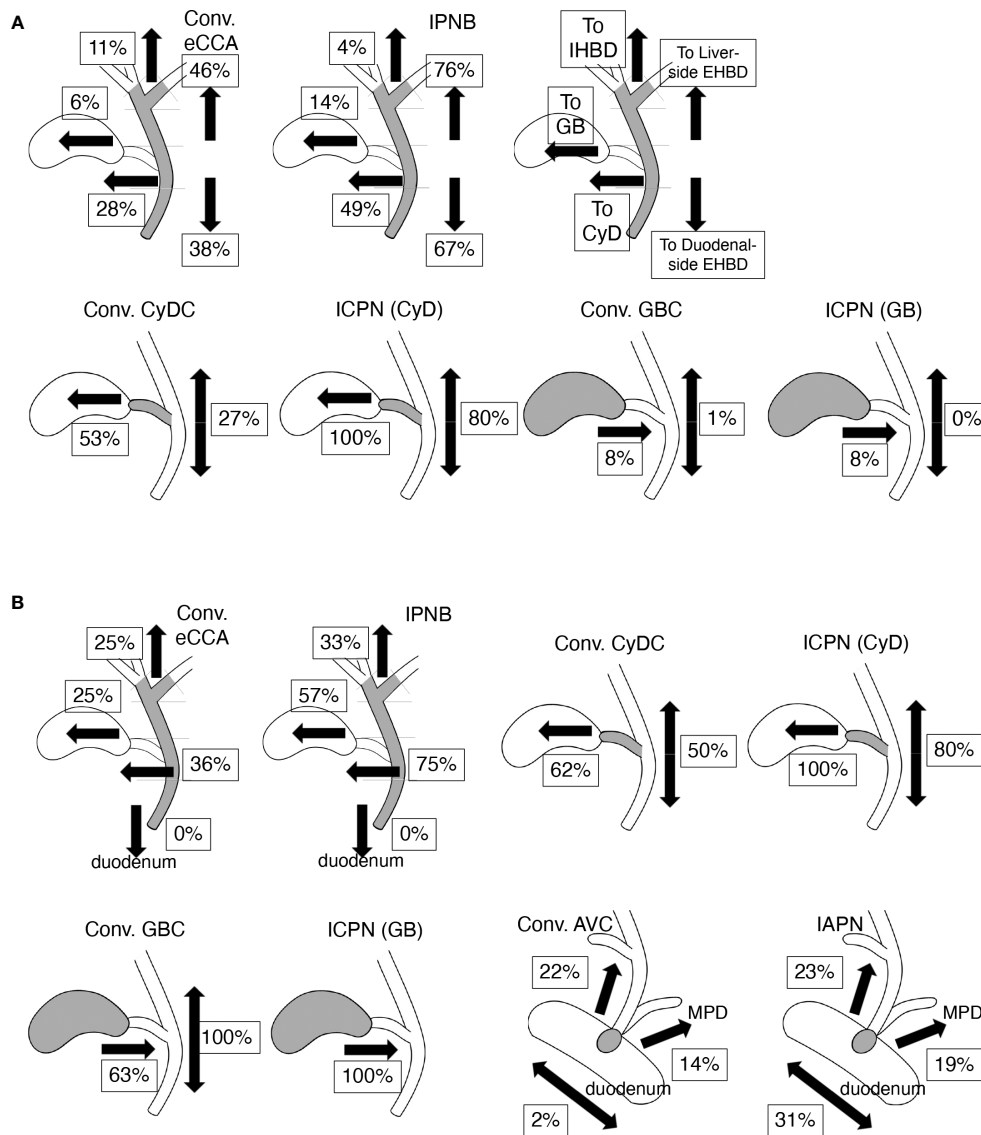 A
Conv.
eCCA
11%
46%
6%
28%
38%
IPNB
4%
76%
14%
49%
67%
To
IHBD
To Liver-
side EHBD
To
GB
To
CyD
To Duodenal-
side EHBD
Conv. CyDC
53%
27%
ICPN (CyD)
100%
80%
Conv. GBC
8%
1%
ICPN (GB)
8%
0%
B
Conv.
eCCA
25%
25%
36%
0%
duodenum
IPNB
33%
57%
75%
0%
duodenum
Conv. CyDC
62%
50%
ICPN (CyD)
100%
80%
Conv. GBC
63%
100%
ICPN (GB)
100%
Conv. AVC
22%
MPD
14%
duodenum
2%
IAPN
23%
MPD
19%
duodenum
31%